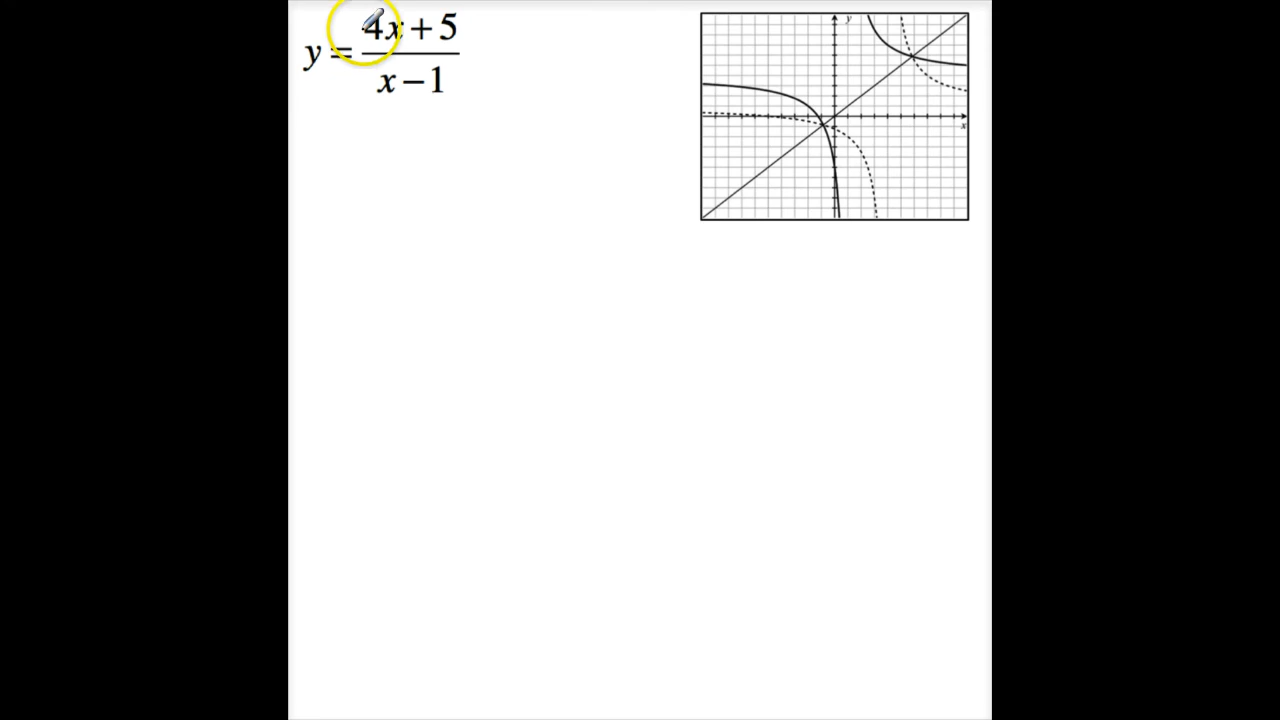 y = (4x + 5)/(x − 1)
y
x